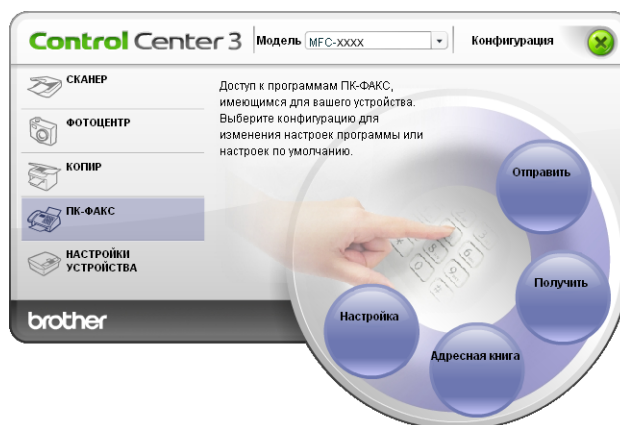 Control Center 3
Модель MFC-XXXX
Конфигурация
СКАНЕР
ФОТОЦЕНТР
КОПИР
ПК-ФАКС
НАСТРОЙКИ
УСТРОЙСТВА
Доступ к программам ПК-ФАКС,
имеющимся для вашего устройства.
Выберите конфигурацию для
изменения настроек программы или
настроек по умолчанию.
Отправить
Получить
Адресная книга
Настройка
brother